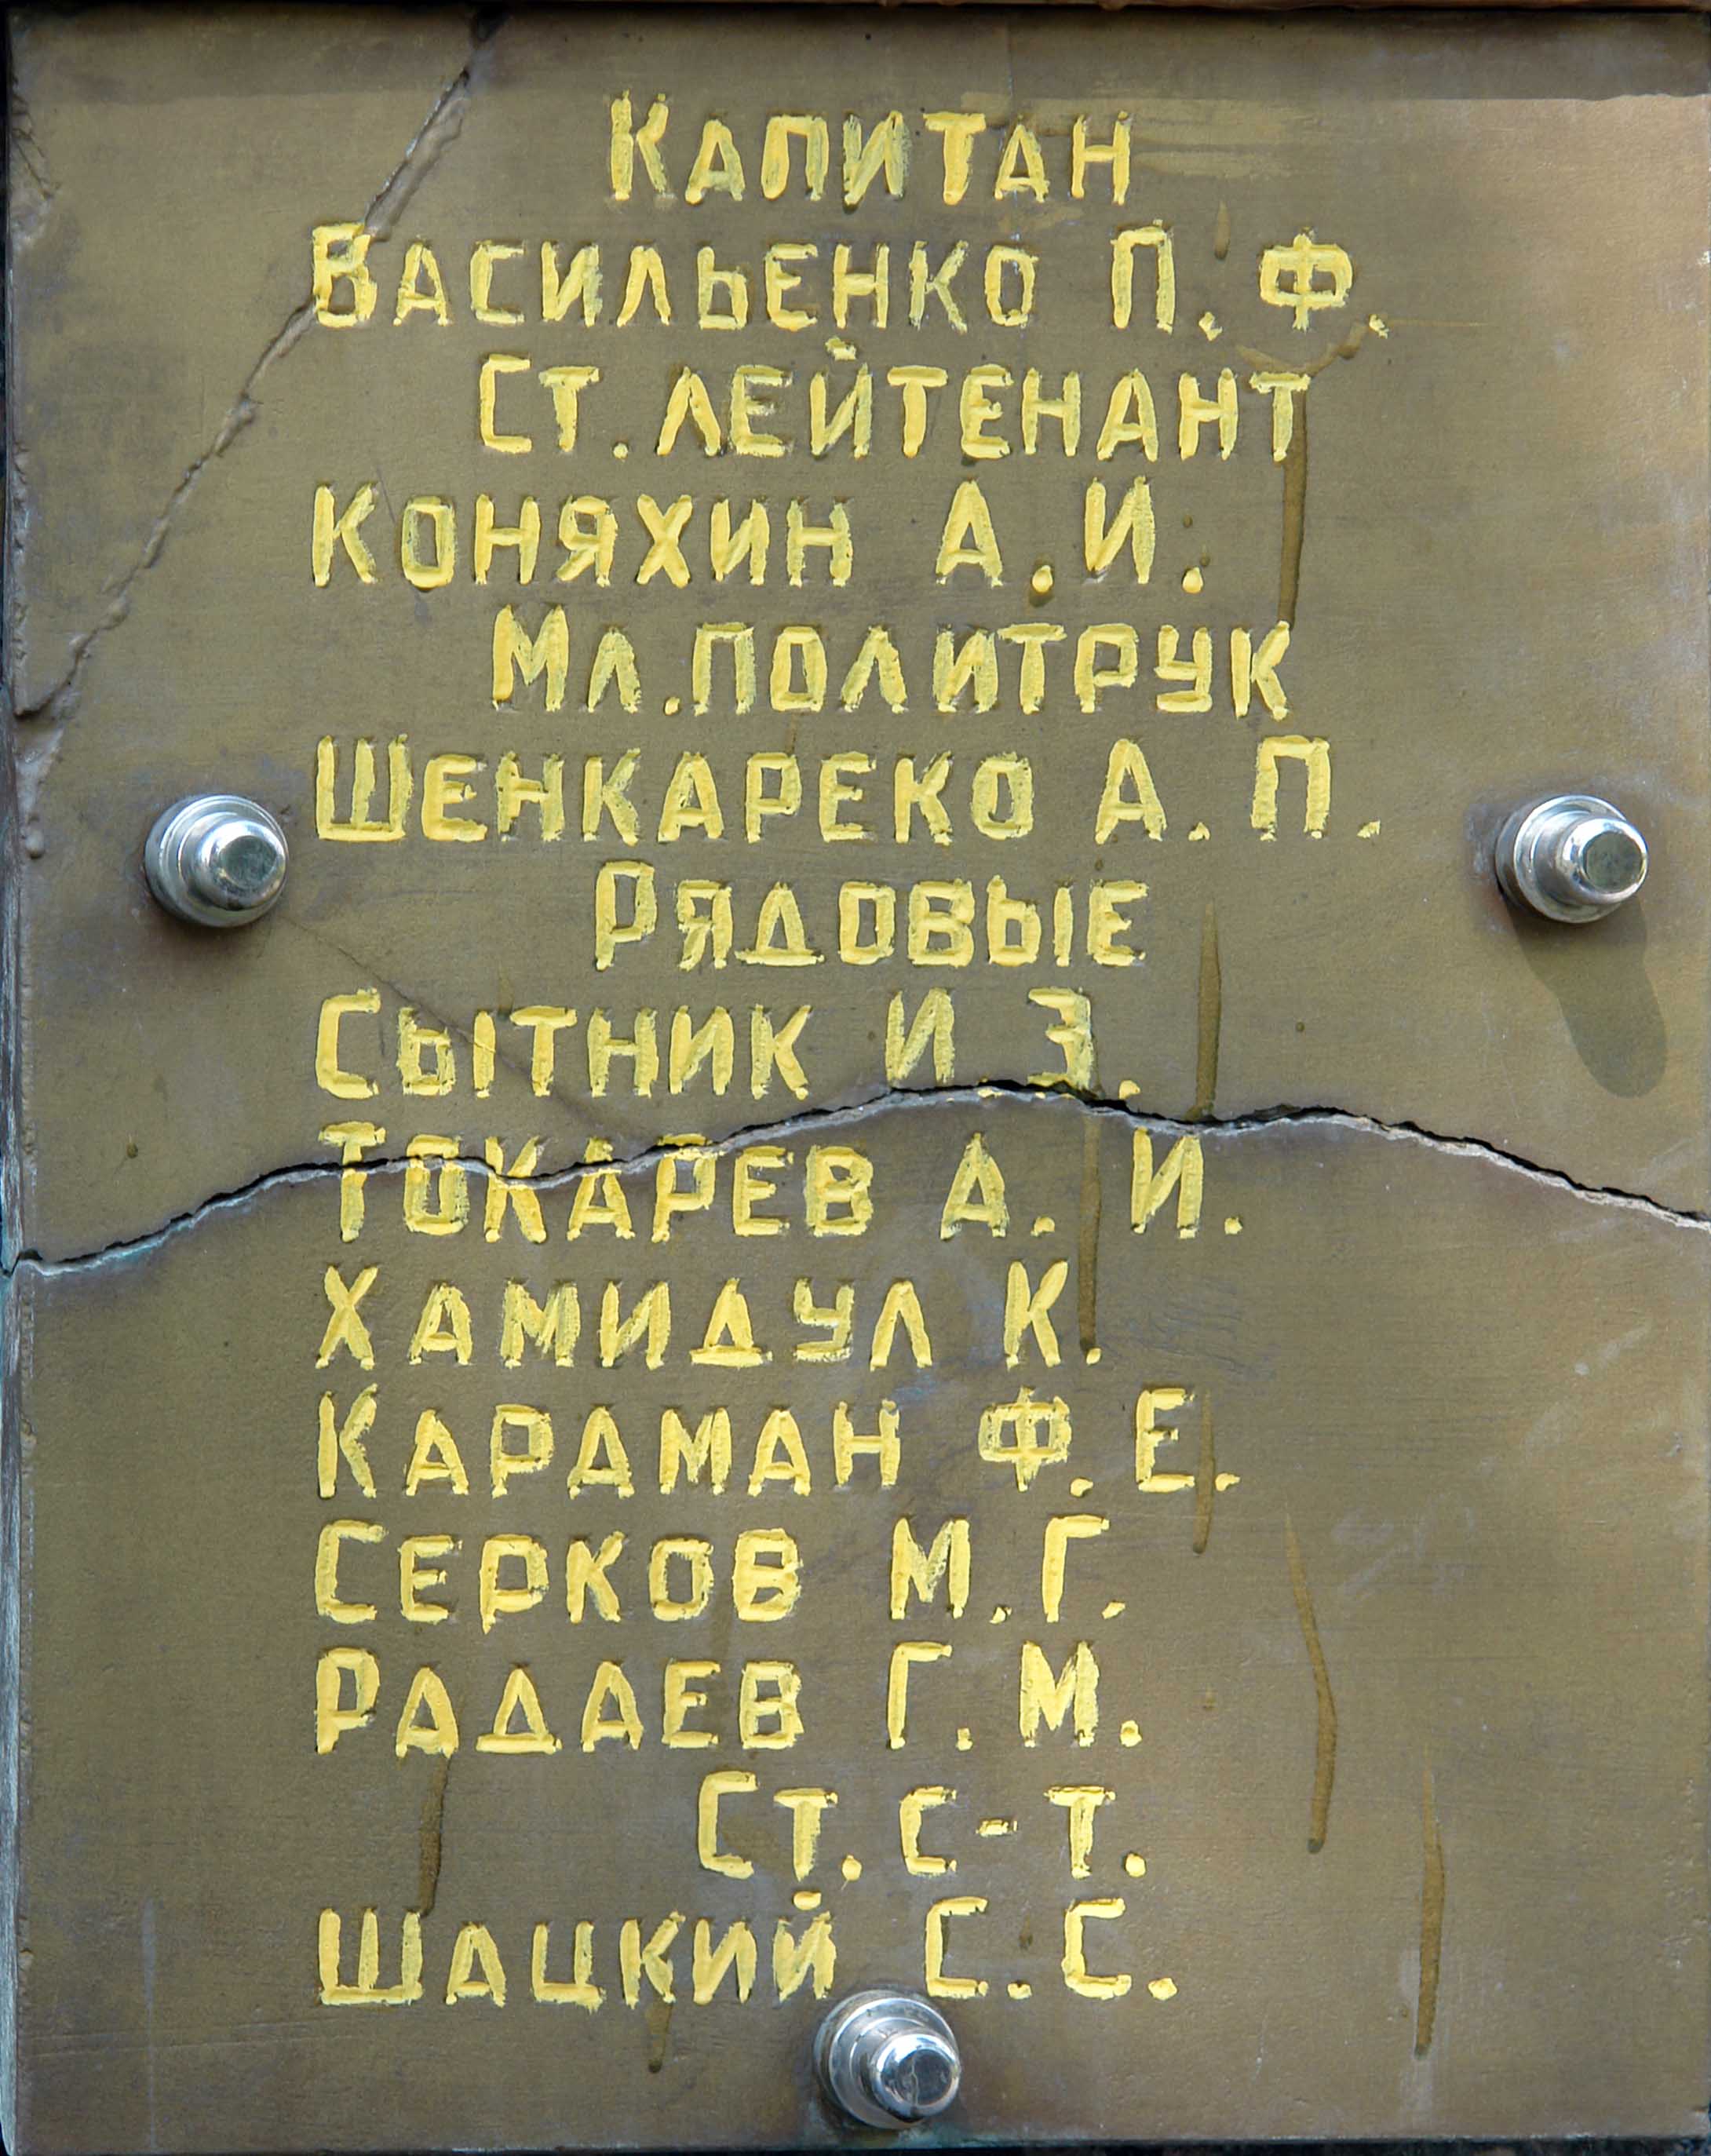 Капитан
Васильенко П. Ф.
Ст. лейтенант
Коняхин А. И.
Мл. политрук
Шенкареко А. П.
Рядовые
Сытник И З.
Токарев А. И.
Хамидул К.
Караман Ф. Е.
Серков М. Г.
Радаев Г. М.
Ст. с-т.
Шацкий С. С.